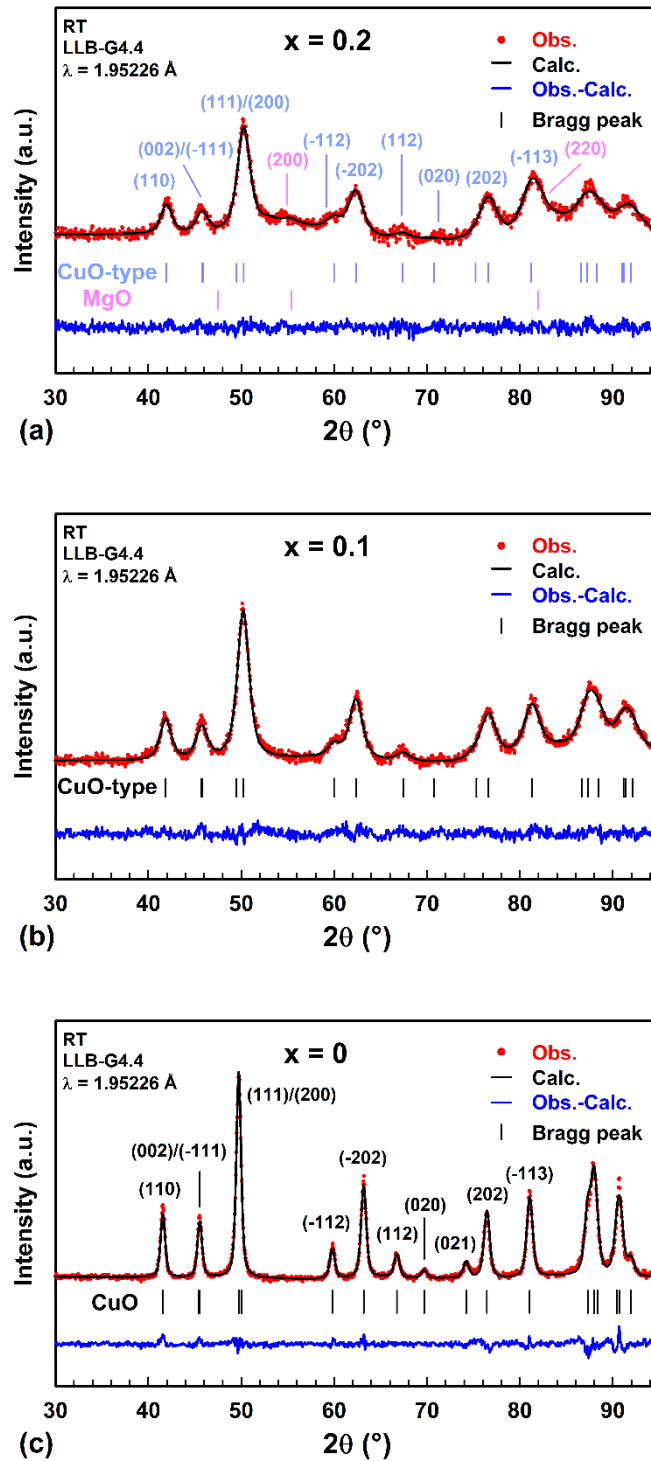 RT
LLB-G4.4
λ = 1.95226 Å
x = 0.2
Obs.
Calc.
Obs.-Calc.
Bragg peak
(111)/(200)
(002)/(-111)
(110)
(200)
(-112)
(-202)
(112)
(020)
(202)
(-113)
(220)
Intensity (a.u.)
CuO-type
MgO
30 40 50 60 70 80 90
2θ (°)
(a)
RT
LLB-G4.4
λ = 1.95226 Å
x = 0.1
Obs.
Calc.
Obs.-Calc.
Bragg peak
Intensity (a.u.)
CuO-type
30 40 50 60 70 80 90
2θ (°)
(b)
RT
LLB-G4.4
λ = 1.95226 Å
x = 0
Obs.
Calc.
Obs.-Calc.
Bragg peak
(111)/(200)
(002)/(-111)
(110)
(-202)
(-112)
(112)
(020)
(021)
(202)
(-113)
Intensity (a.u.)
CuO
30 40 50 60 70 80 90
2θ (°)
(c)